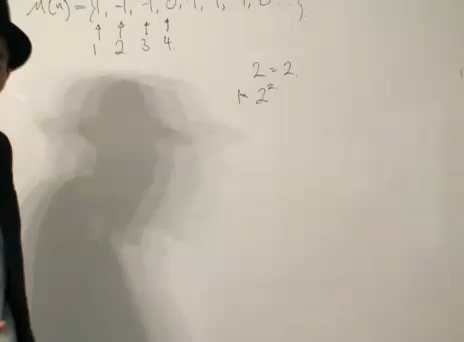 μ(n) = {1, -1, -1, 0, 1, 1, 1, 0 ... }.
↑ ↑ ↑ ↑
1 2 3 4.
2 = 2.
2²